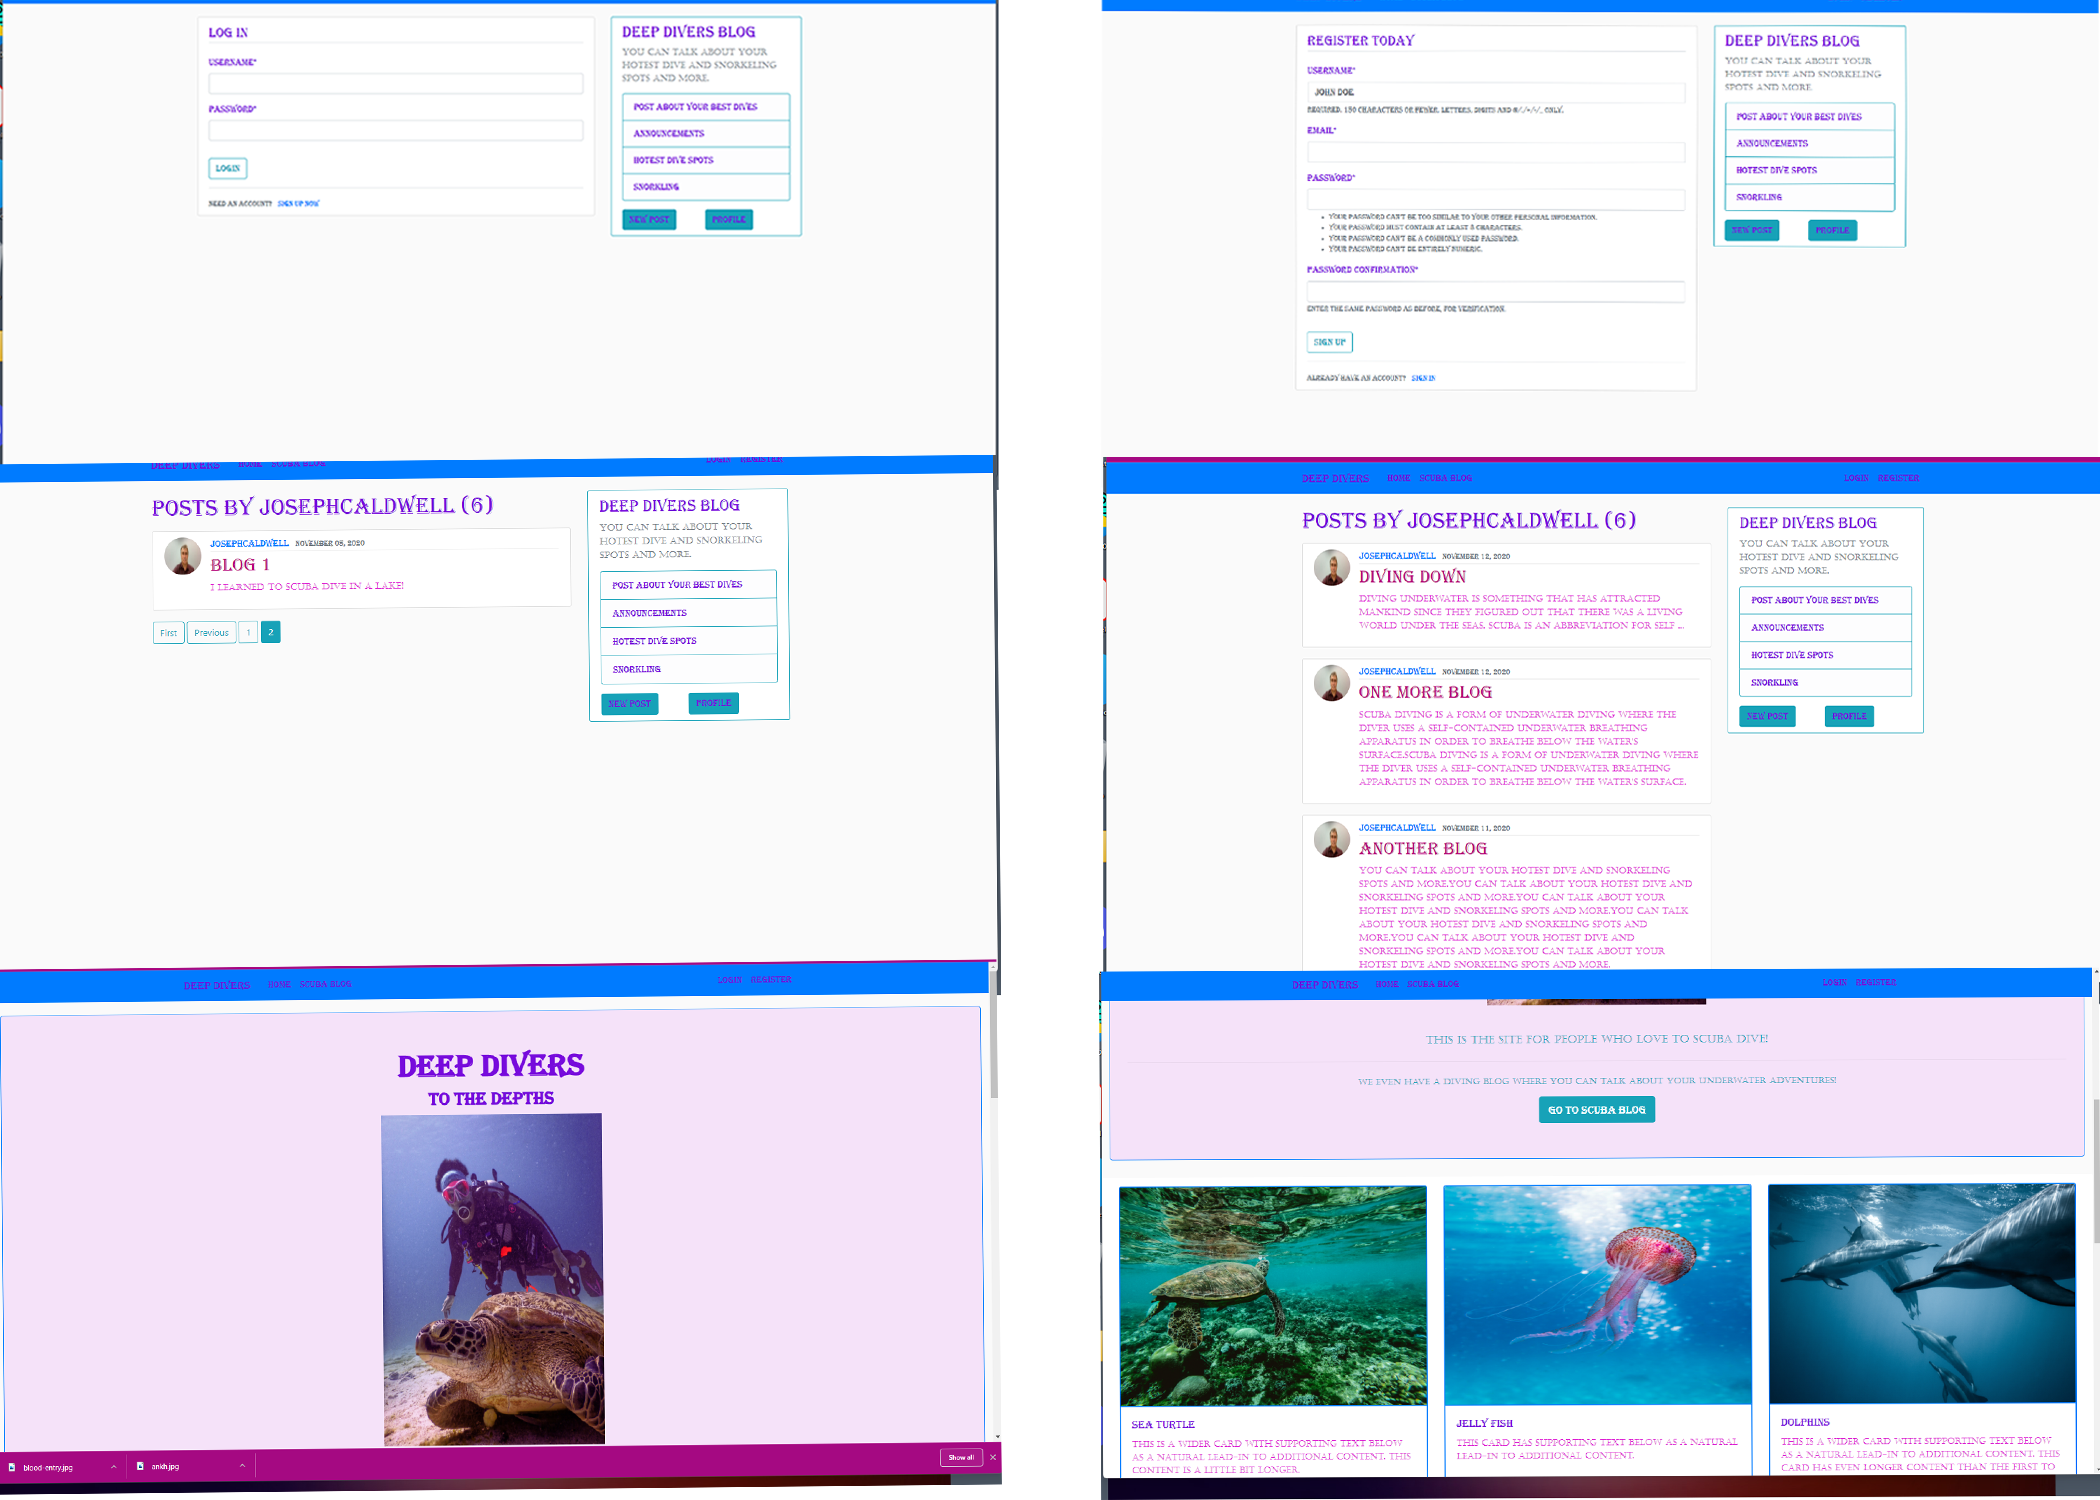 LOG IN
USERNAME*
PASSWORD*
LOGIN
NEED AN ACCOUNT? SIGN UP NOW
DEEP DIVERS BLOG
YOU CAN TALK ABOUT YOUR
HOTEST DIVE AND SNORKELING
SPOTS AND MORE.
POST ABOUT YOUR BEST DIVES
ANNOUNCEMENTS
HOTEST DIVE SPOTS
SNORKLING
NEW POST PROFILE
REGISTER TODAY
USERNAME*
JOHN DOE
REQUIRED. 150 CHARACTERS OR FEWER. LETTERS, DIGITS AND @/./+/-/_ ONLY.
EMAIL*
PASSWORD*
• YOUR PASSWORD CAN'T BE TOO SIMILAR TO YOUR OTHER PERSONAL INFORMATION.
• YOUR PASSWORD MUST CONTAIN AT LEAST 8 CHARACTERS.
• YOUR PASSWORD CAN'T BE A COMMONLY USED PASSWORD.
• YOUR PASSWORD CAN'T BE ENTIRELY NUMERIC.
PASSWORD CONFIRMATION*
ENTER THE SAME PASSWORD AS BEFORE, FOR VERIFICATION.
SIGN UP
ALREADY HAVE AN ACCOUNT? SIGN IN
DEEP DIVERS BLOG
YOU CAN TALK ABOUT YOUR
HOTEST DIVE AND SNORKELING
SPOTS AND MORE.
POST ABOUT YOUR BEST DIVES
ANNOUNCEMENTS
HOTEST DIVE SPOTS
SNORKLING
NEW POST PROFILE
DEEP DIVERS HOME SCUBA BLOG LOGIN REGISTER
POSTS BY JOSEPHCALDWELL (6)
JOSEPHCALDWELL NOVEMBER 08, 2020
BLOG 1
I LEARNED TO SCUBA DIVE IN A LAKE!
First Previous 1 2
DEEP DIVERS BLOG
YOU CAN TALK ABOUT YOUR
HOTEST DIVE AND SNORKELING
SPOTS AND MORE.
POST ABOUT YOUR BEST DIVES
ANNOUNCEMENTS
HOTEST DIVE SPOTS
SNORKLING
NEW POST PROFILE
DEEP DIVERS HOME SCUBA BLOG LOGIN REGISTER
POSTS BY JOSEPHCALDWELL (6)
JOSEPHCALDWELL NOVEMBER 12, 2020
DIVING DOWN
DIVING UNDERWATER IS SOMETHING THAT HAS ATTRACTED
MANKIND SINCE THEY FIGURED OUT THAT THERE WAS A LIVING
WORLD UNDER THE SEAS. SCUBA IS AN ABBREVIATION FOR SELF ...
JOSEPHCALDWELL NOVEMBER 12, 2020
ONE MORE BLOG
SCUBA DIVING IS A FORM OF UNDERWATER DIVING WHERE THE
DIVER USES A SELF-CONTAINED UNDERWATER BREATHING
APPARATUS IN ORDER TO BREATHE BELOW THE WATER'S
SURFACE.SCUBA DIVING IS A FORM OF UNDERWATER DIVING WHERE
THE DIVER USES A SELF-CONTAINED UNDERWATER BREATHING
APPARATUS IN ORDER TO BREATHE BELOW THE WATER'S SURFACE.
JOSEPHCALDWELL NOVEMBER 11, 2020
ANOTHER BLOG
YOU CAN TALK ABOUT YOUR HOTEST DIVE AND SNORKELING
SPOTS AND MORE.YOU CAN TALK ABOUT YOUR HOTEST DIVE AND
SNORKELING SPOTS AND MORE.YOU CAN TALK ABOUT YOUR
HOTEST DIVE AND SNORKELING SPOTS AND MORE.YOU CAN TALK
ABOUT YOUR HOTEST DIVE AND SNORKELING SPOTS AND
MORE.YOU CAN TALK ABOUT YOUR HOTEST DIVE AND
SNORKELING SPOTS AND MORE.YOU CAN TALK ABOUT YOUR
HOTEST DIVE AND SNORKELING SPOTS AND MORE.
DEEP DIVERS BLOG
YOU CAN TALK ABOUT YOUR
HOTEST DIVE AND SNORKELING
SPOTS AND MORE.
POST ABOUT YOUR BEST DIVES
ANNOUNCEMENTS
HOTEST DIVE SPOTS
SNORKLING
NEW POST PROFILE
DEEP DIVERS HOME SCUBA BLOG LOGIN REGISTER
DEEP DIVERS
TO THE DEPTHS
blood-entry.jpg ankh.jpg Show all
DEEP DIVERS HOME SCUBA BLOG LOGIN REGISTER
THIS IS THE SITE FOR PEOPLE WHO LOVE TO SCUBA DIVE!
WE EVEN HAVE A DIVING BLOG WHERE YOU CAN TALK ABOUT YOUR UNDERWATER ADVENTURES!
GO TO SCUBA BLOG
SEA TURTLE
THIS IS A WIDER CARD WITH SUPPORTING TEXT BELOW
AS A NATURAL LEAD-IN TO ADDITIONAL CONTENT. THIS
CONTENT IS A LITTLE BIT LONGER.
JELLY FISH
THIS CARD HAS SUPPORTING TEXT BELOW AS A NATURAL
LEAD-IN TO ADDITIONAL CONTENT.
DOLPHINS
THIS IS A WIDER CARD WITH SUPPORTING TEXT BELOW
AS A NATURAL LEAD-IN TO ADDITIONAL CONTENT. THIS
CARD HAS EVEN LONGER CONTENT THAN THE FIRST TO